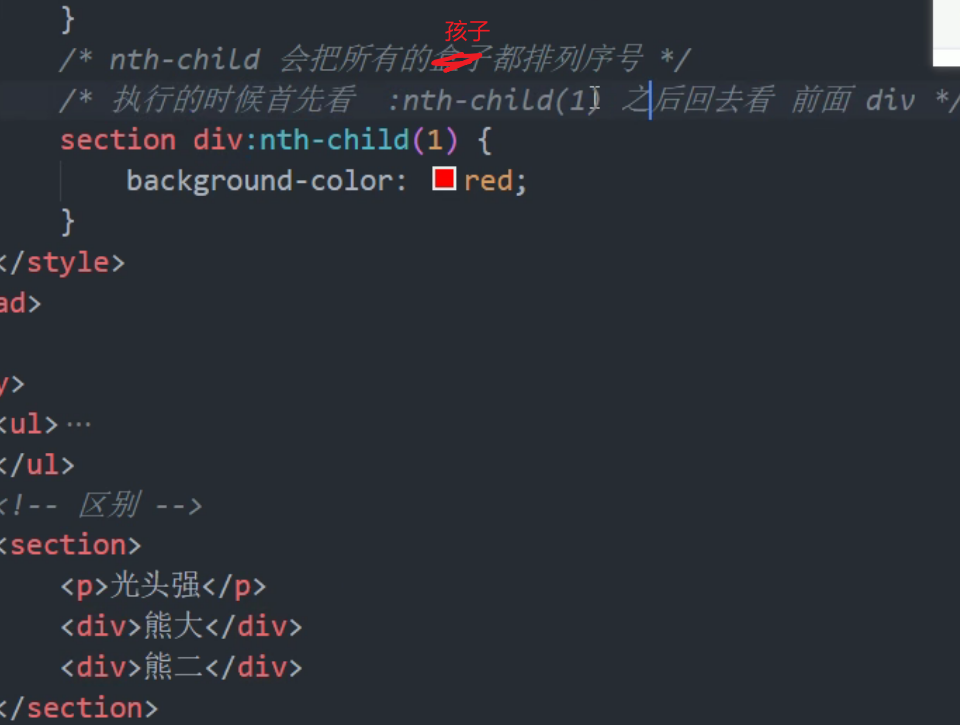 }
孩子
/* nth-child 会把所有的盒子都排列序号 */
/* 执行的时候首先看 :nth-child(1) 之后回去看 前面 div */
section div:nth-child(1) {
background-color: red;
}
</style>
ad>
y>
<ul>···
</ul>
<!-- 区别 -->
<section>
<p>光头强</p>
<div>熊大</div>
<div>熊二</div>
</section>